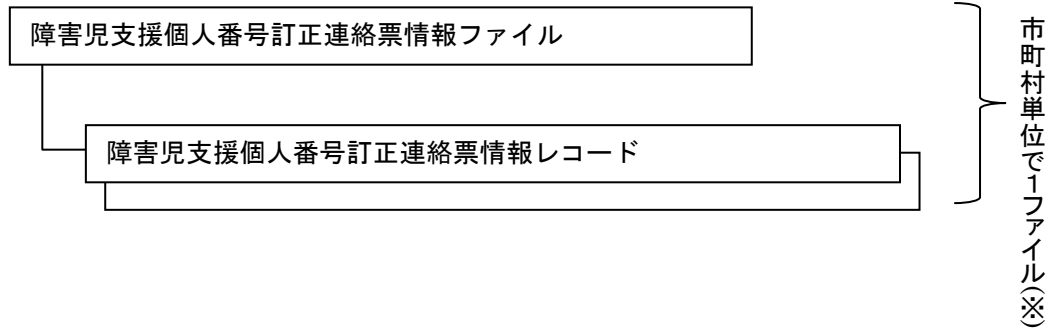 障害児支援個人番号訂正連絡票情報ファイル
障害児支援個人番号訂正連絡票情報レコード
市町村単位で1ファイル(※)